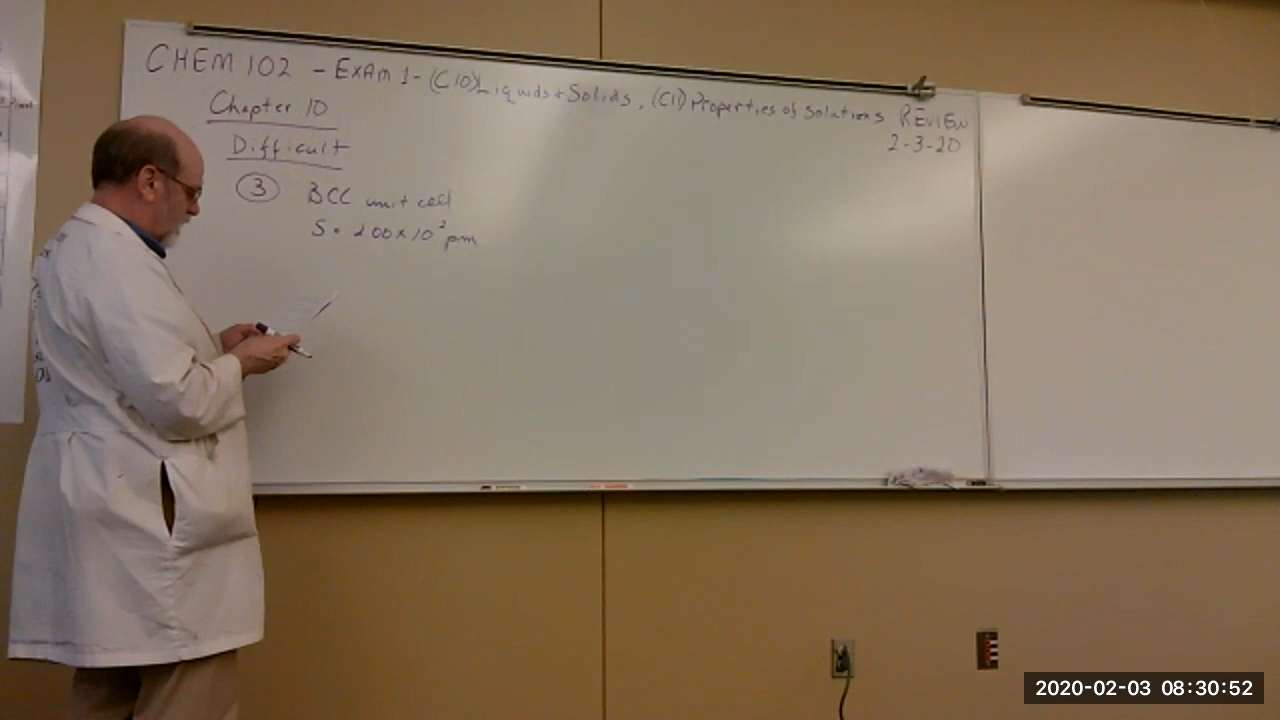 CHEM 102 - EXAM 1 - (C10) Liquids + Solids, (C11) Properties of Solutions REVIEW
2-3-20
Chapter 10
Difficult
3 BCC unit cell
S = 2.00 x 10² pm
2020-02-03 08:30:52